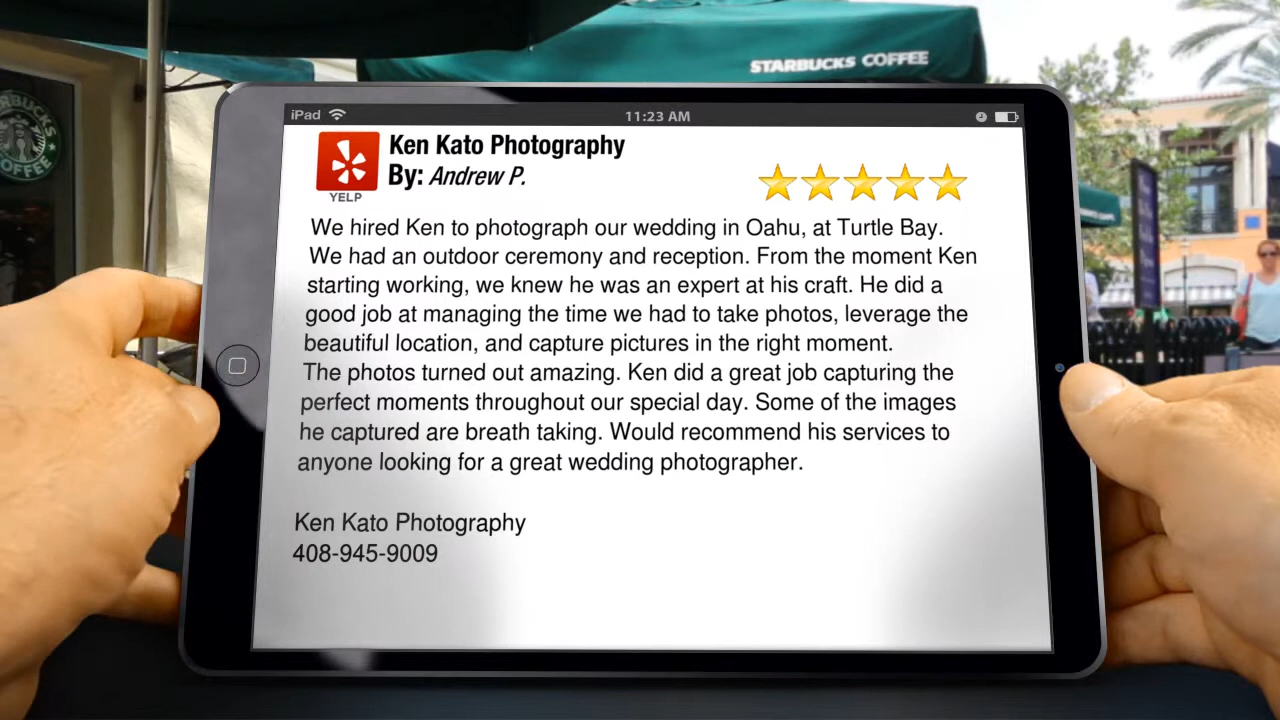 STARBUCKS COFFEE
iPad
11:23 AM
Ken Kato Photography
By: Andrew P.
YELP
We hired Ken to photograph our wedding in Oahu, at Turtle Bay.
We had an outdoor ceremony and reception. From the moment Ken
starting working, we knew he was an expert at his craft. He did a
good job at managing the time we had to take photos, leverage the
beautiful location, and capture pictures in the right moment.
The photos turned out amazing. Ken did a great job capturing the
perfect moments throughout our special day. Some of the images
he captured are breath taking. Would recommend his services to
anyone looking for a great wedding photographer.
Ken Kato Photography
408-945-9009